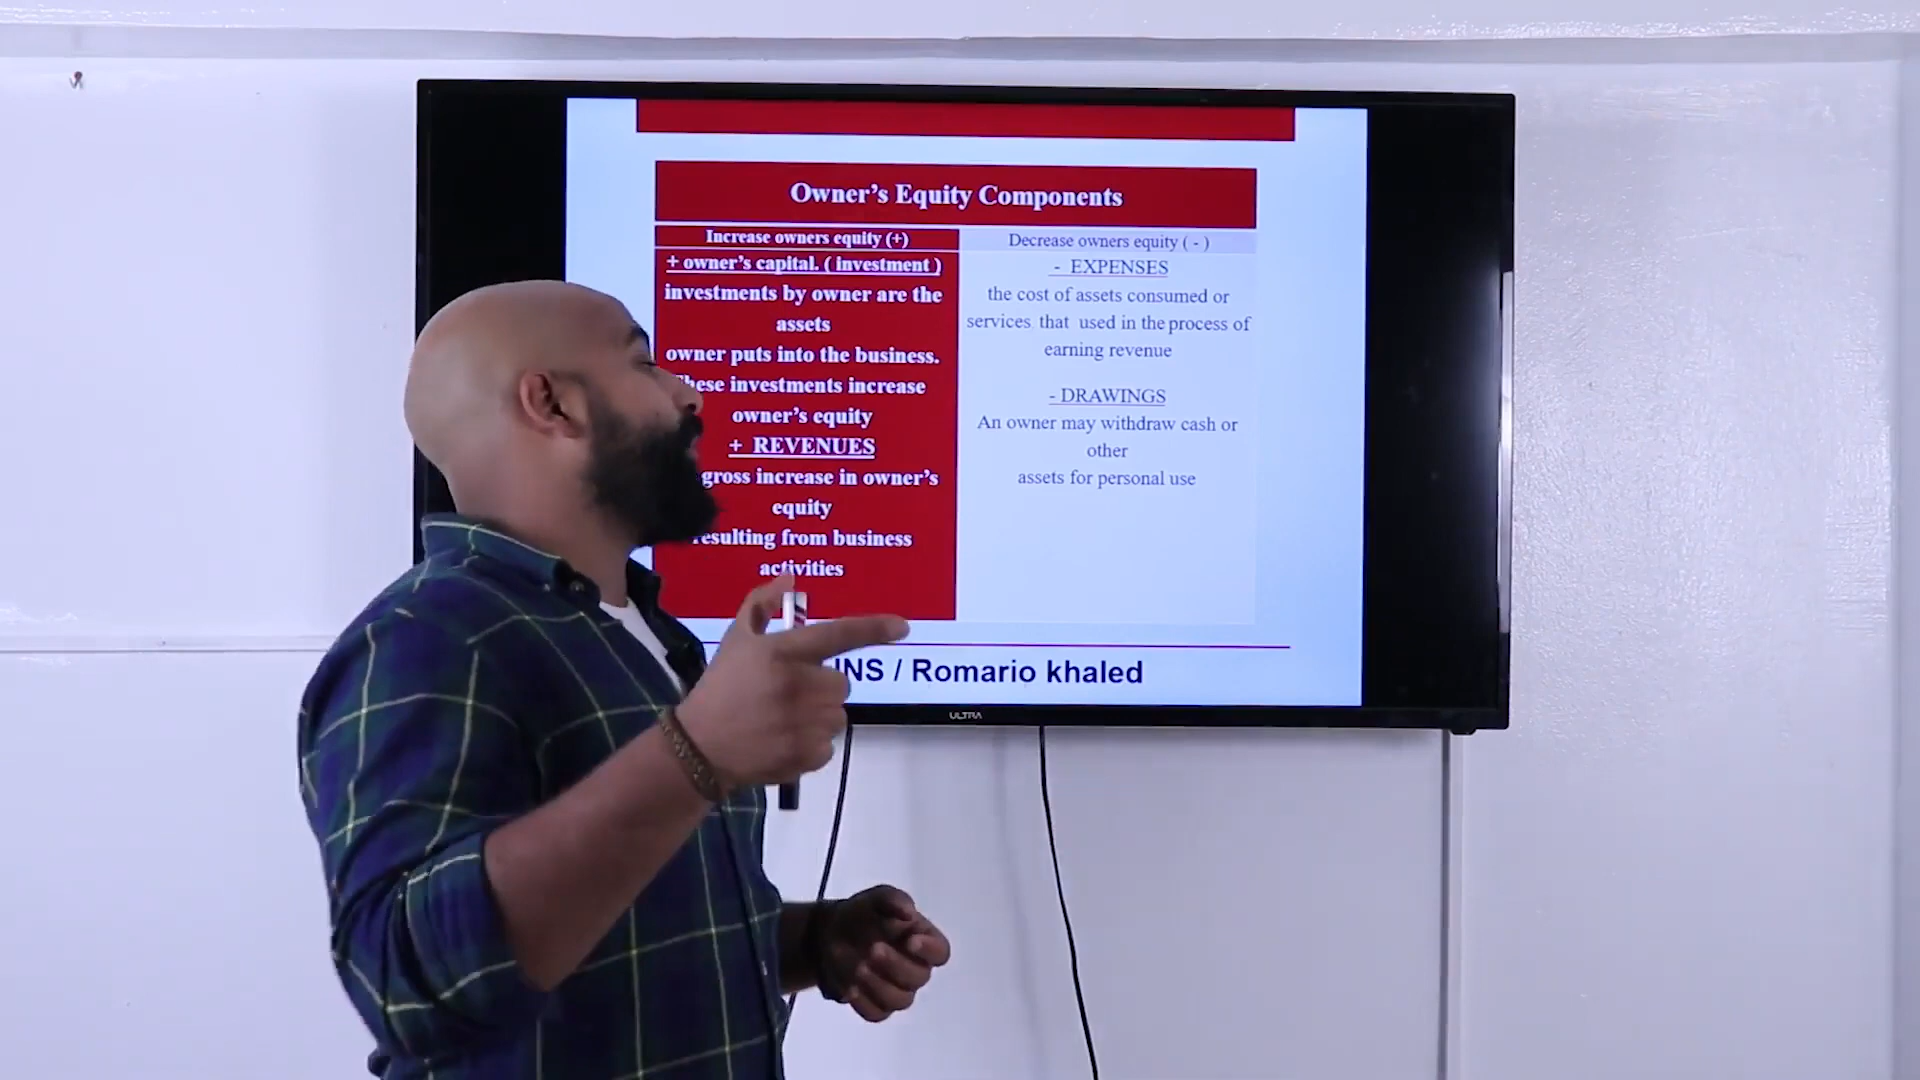 Owner's Equity Components
Increase owners equity (+)
+ owner's capital. ( investment )
investments by owner are the
assets
owner puts into the business.
These investments increase
owner's equity
+ REVENUES
gross increase in owner's
equity
resulting from business
activities
Decrease owners equity ( - )
- EXPENSES
the cost of assets consumed or
services that used in the process of
earning revenue
- DRAWINGS
An owner may withdraw cash or
other
assets for personal use
INS / Romario khaled
ULTRA